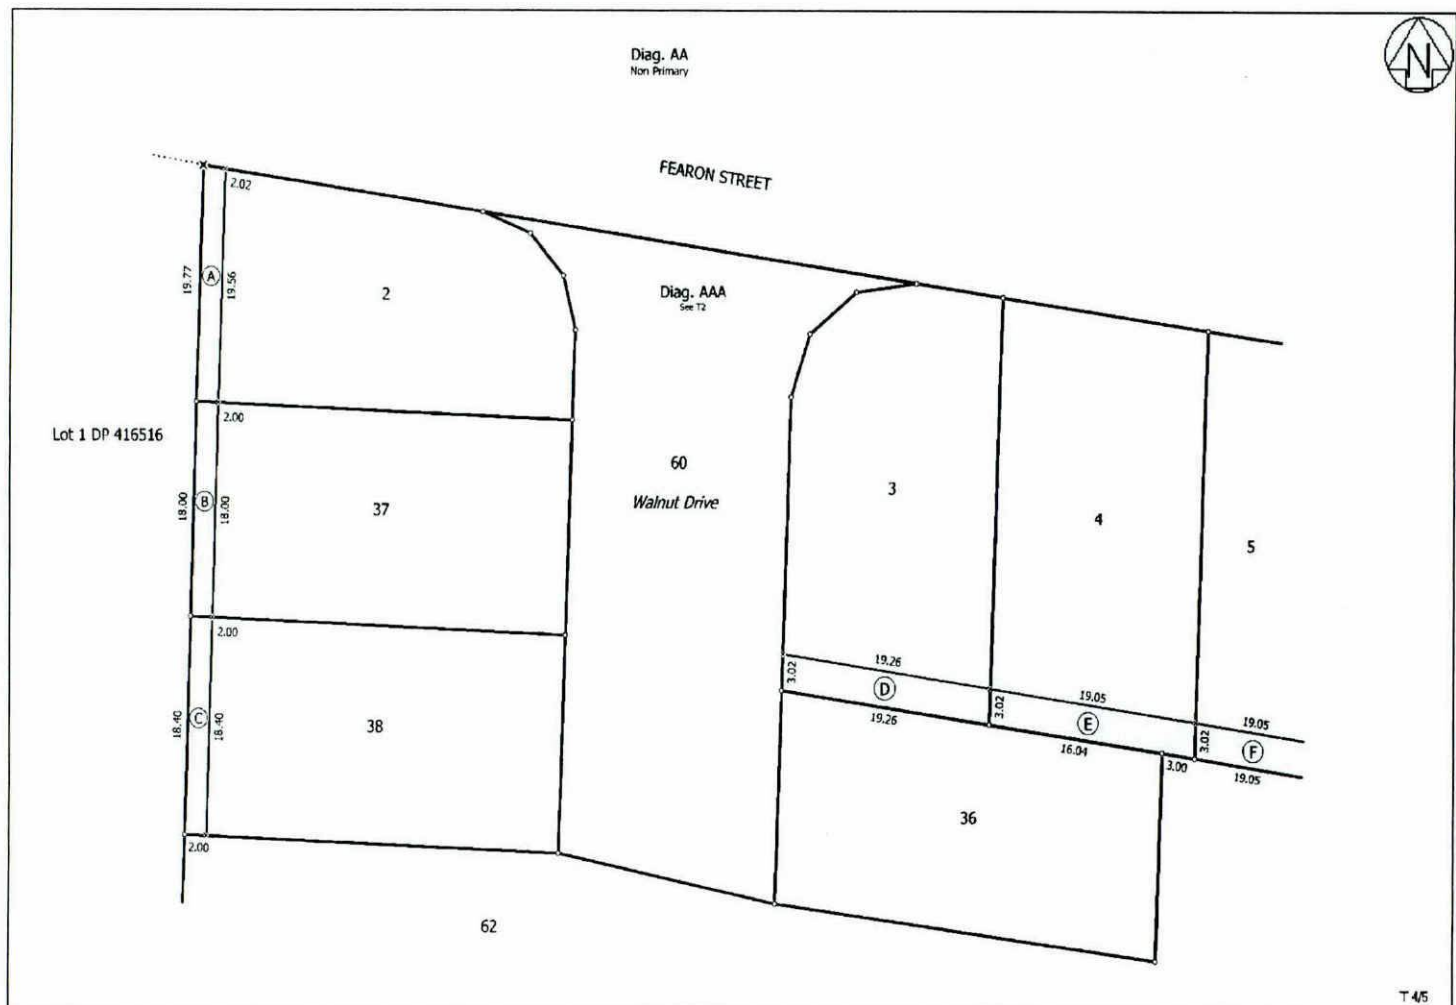 Diag. AA
Non Primary
N
FEARON STREET
2.02
19.77
A
19.56
2
Diag. AAA
See T2
2.00
Lot 1 DP 416516
60
Walnut Drive
3
4
5
18.00
B
18.00
37
2.00
19.26
3.02
D
19.26
3.02
19.05
E
16.04
3.00
3.02
19.05
F
19.05
18.40
C
18.40
38
36
2.00
62
T 4/5